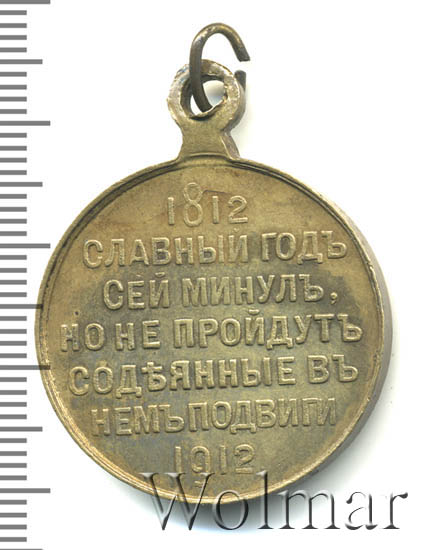 1812
СЛАВНЫЙ ГОДЪ
СЕЙ МИНУЛЪ,
НО НЕ ПРОЙДУТЪ
СОДѢЯННЫЕ ВЪ
НЕМЪ ПОДВИГИ
1912
Wolmar